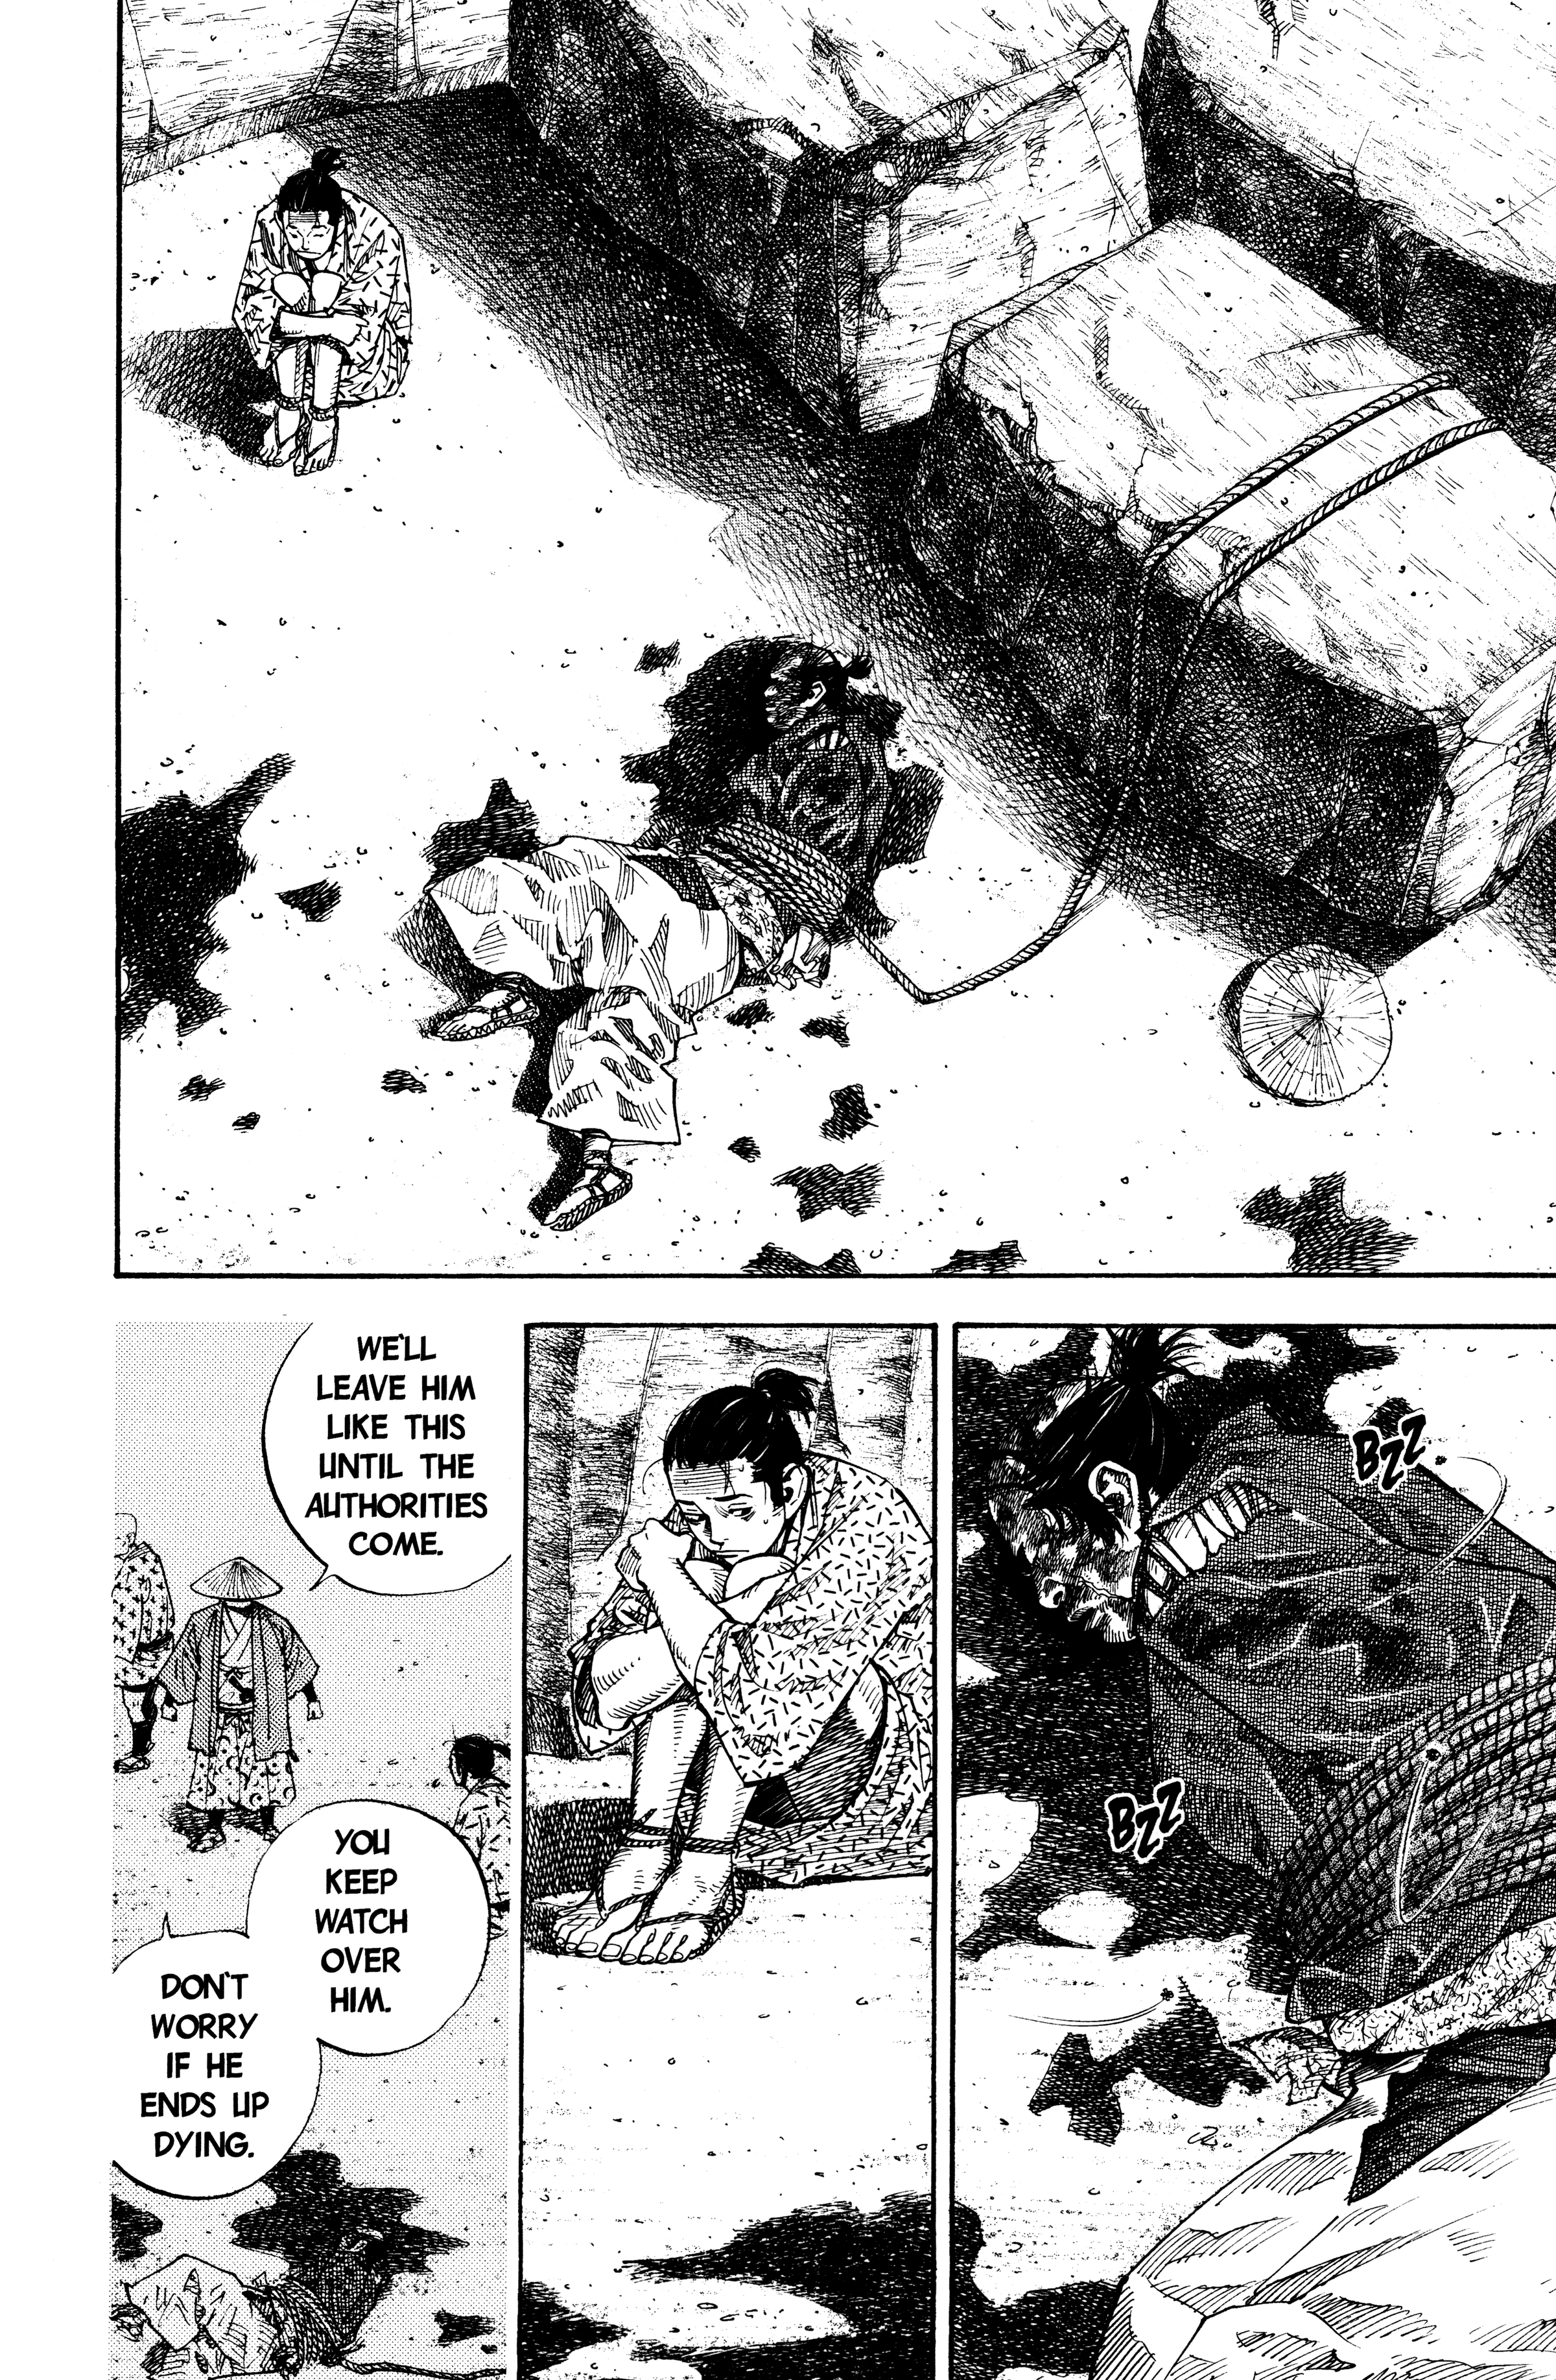 BZZ
BZZ
WE'LL
LEAVE HIM
LIKE THIS
UNTIL THE
AUTHORITIES
COME.
YOU
KEEP
WATCH
OVER
HIM.
DON'T
WORRY
IF HE
ENDS UP
DYING.